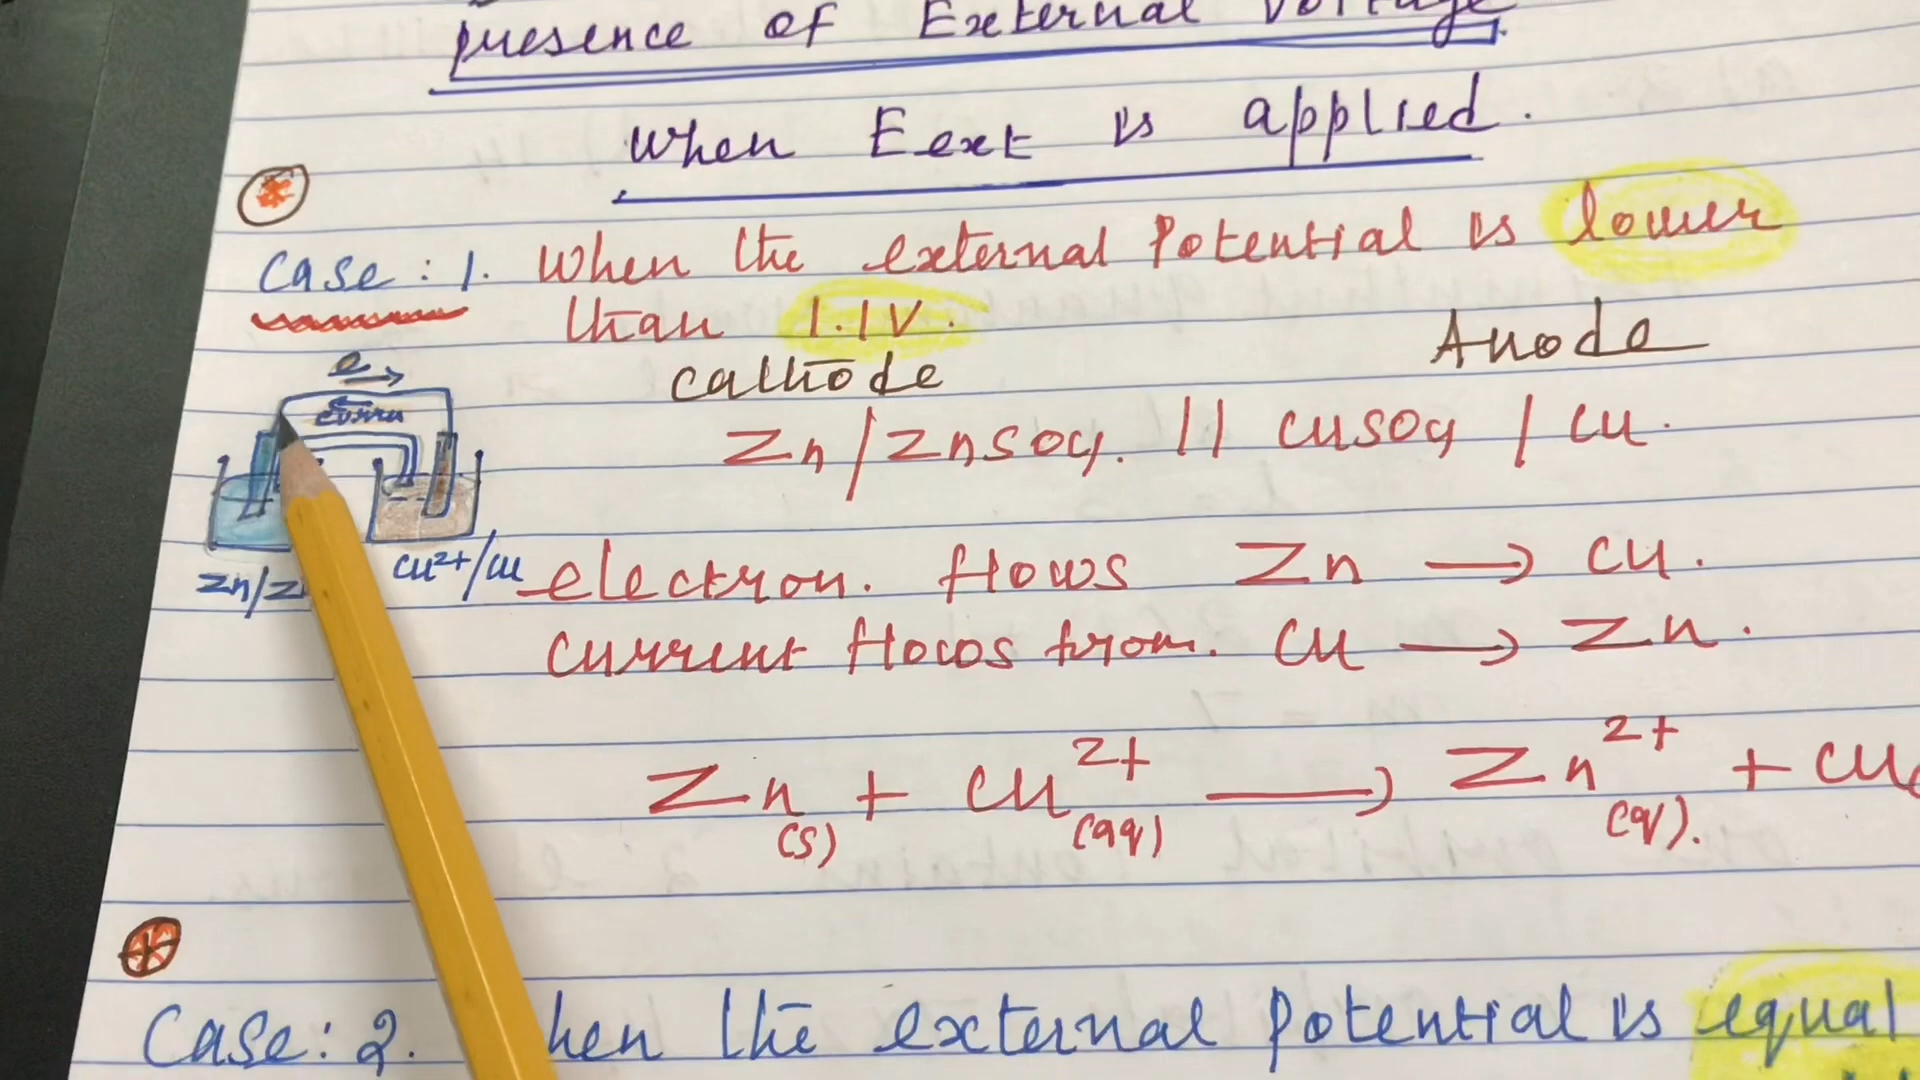 presence of External Voltage
When Eext is applied.
Case : 1. When the external Potential is lower
than 1.1V.
Cathode Anode
Zn/ZnSO4. || CuSO4 / Cu.
e
Zn/Z
Cu2+/Cu
electron. flows Zn → Cu.
current flows from. Cu → Zn.
Zn(s) + Cu2+(aq) → Zn2+(aq). + Cu
Case : 2. hen the external Potential is equal